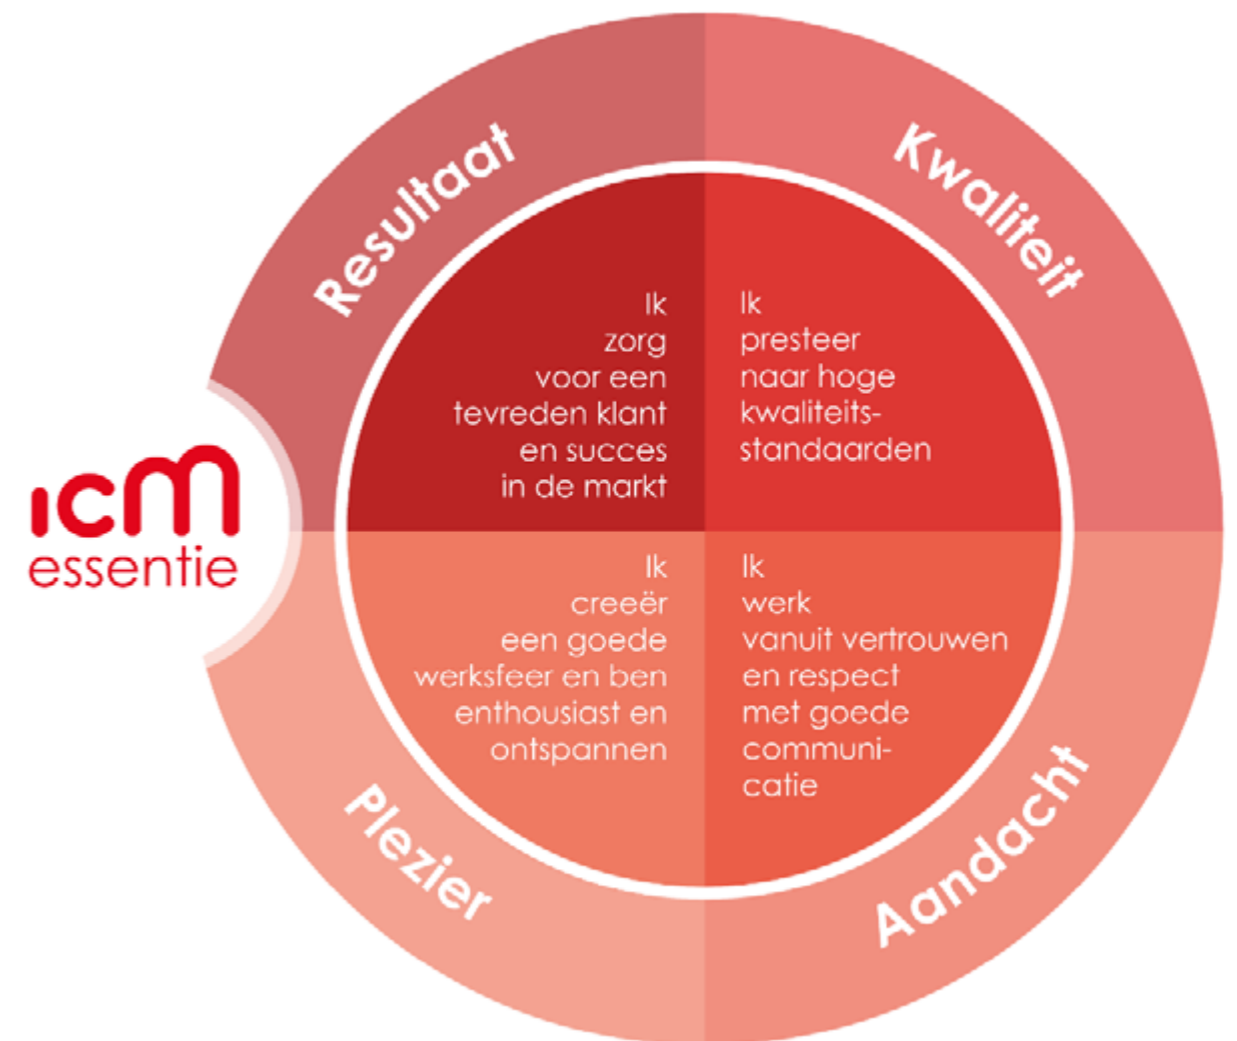 Resultaat
Ik
zorg
voor een
tevreden klant
en succes
in de markt
Kwaliteit
Ik
presteer
naar hoge
kwaliteits-
standaarden
icm
essentie
Plezier
Ik
creeër
een goede
werksfeer en ben
enthousiast en
ontspannen
Aandacht
Ik
werk
vanuit vertrouwen
en respect
met goede
communi-
catie